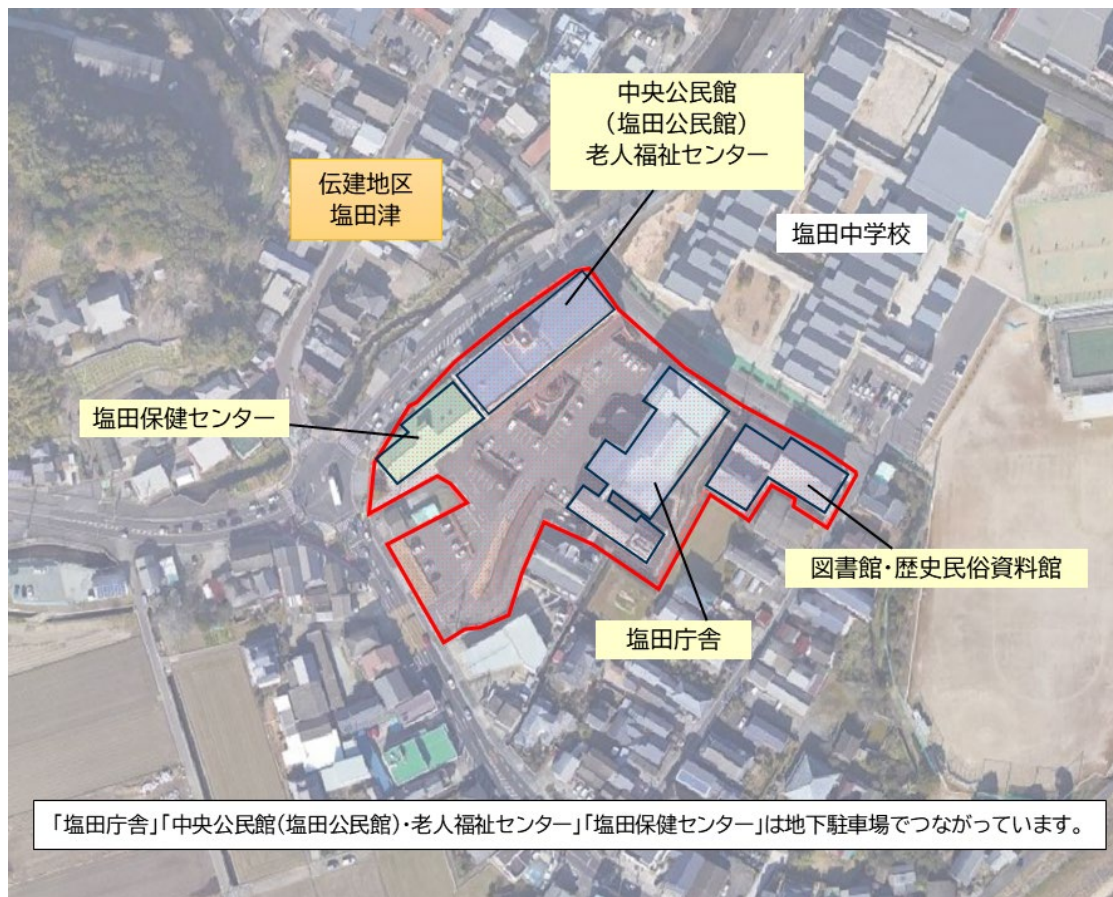 中央公民館
（塩田公民館）
老人福祉センター
伝建地区
塩田津
塩田中学校
塩田保健センター
図書館・歴史民俗資料館
塩田庁舎
「塩田庁舎」「中央公民館(塩田公民館)・老人福祉センター」「塩田保健センター」は地下駐車場でつながっています。